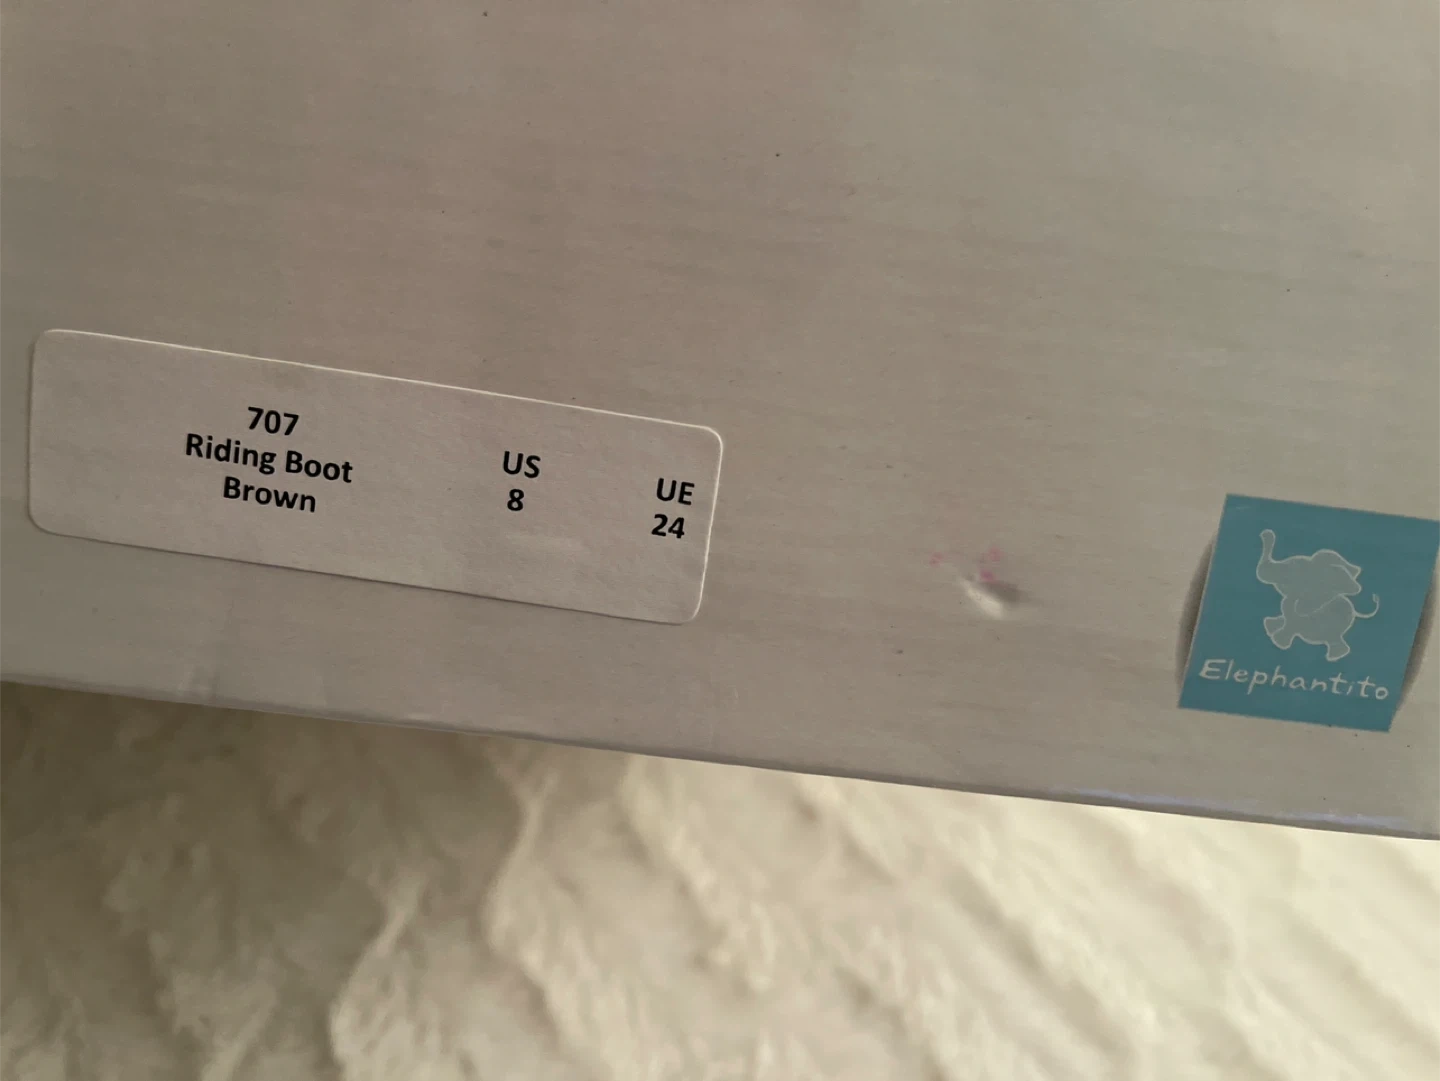 707
Riding Boot
Brown
US
8
UE
24
Elephantito